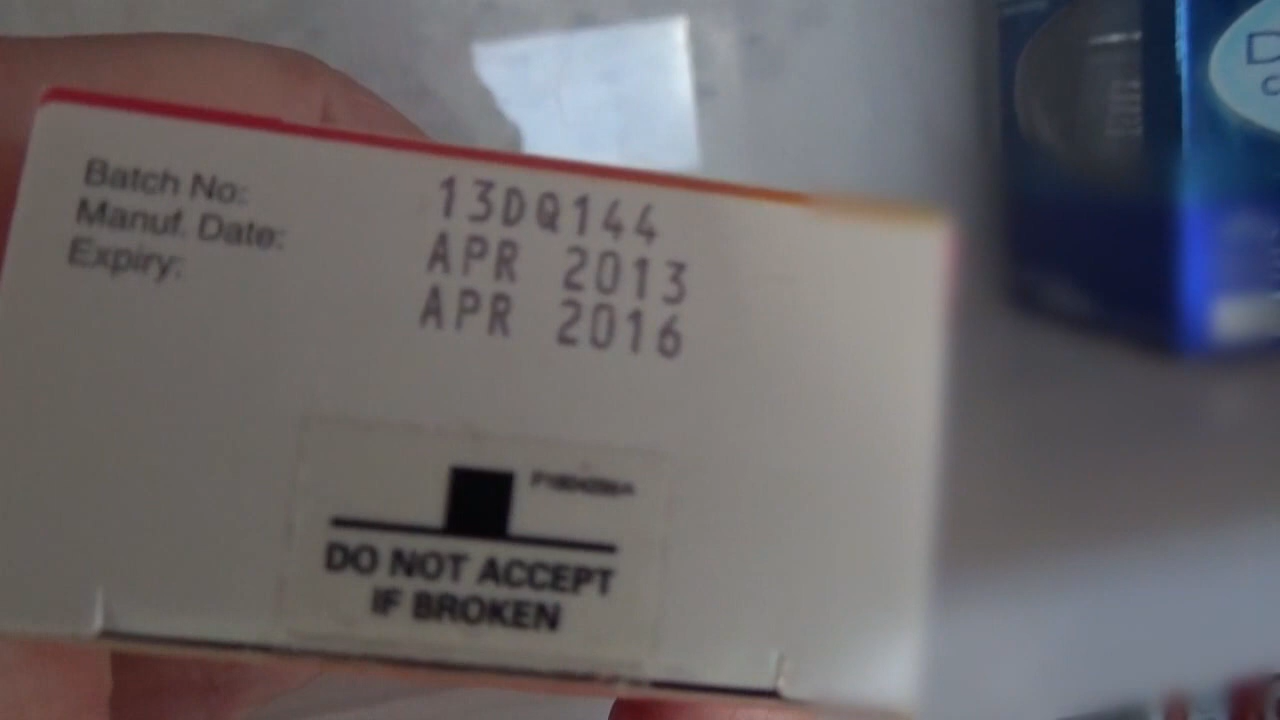 Batch No: 13DQ144
Manuf. Date: APR 2013
Expiry: APR 2016
DO NOT ACCEPT
IF BROKEN